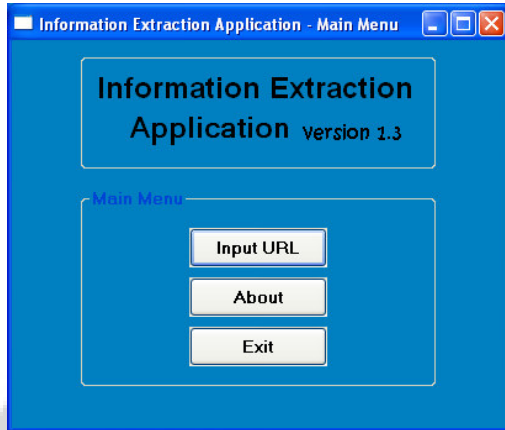 Information Extraction Application - Main Menu
Information Extraction
Application Version 1.3
Main Menu
Input URL
About
Exit